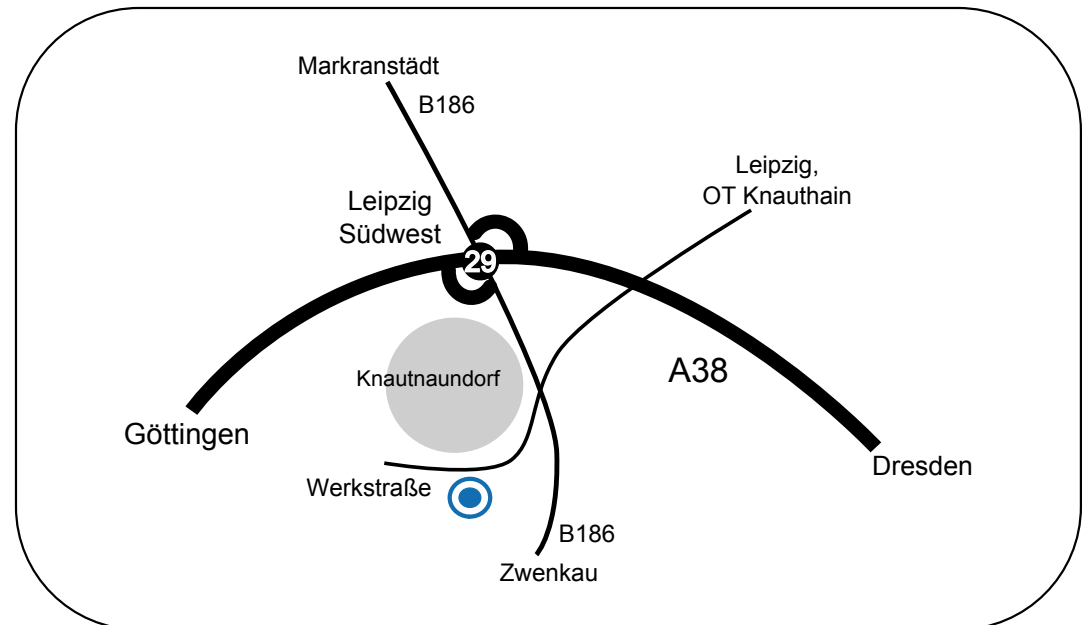 Markranstädt
B186
Leipzig,
OT Knauthain
Leipzig
Südwest
29
A38
Knautnaundorf
Göttingen
Dresden
Werkstraße
B186
Zwenkau